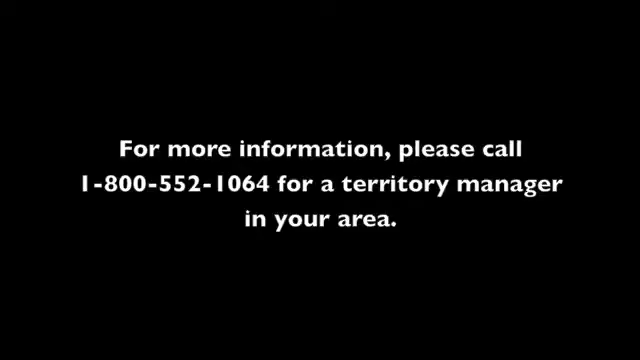 For more information, please call
1-800-552-1064 for a territory manager
in your area.